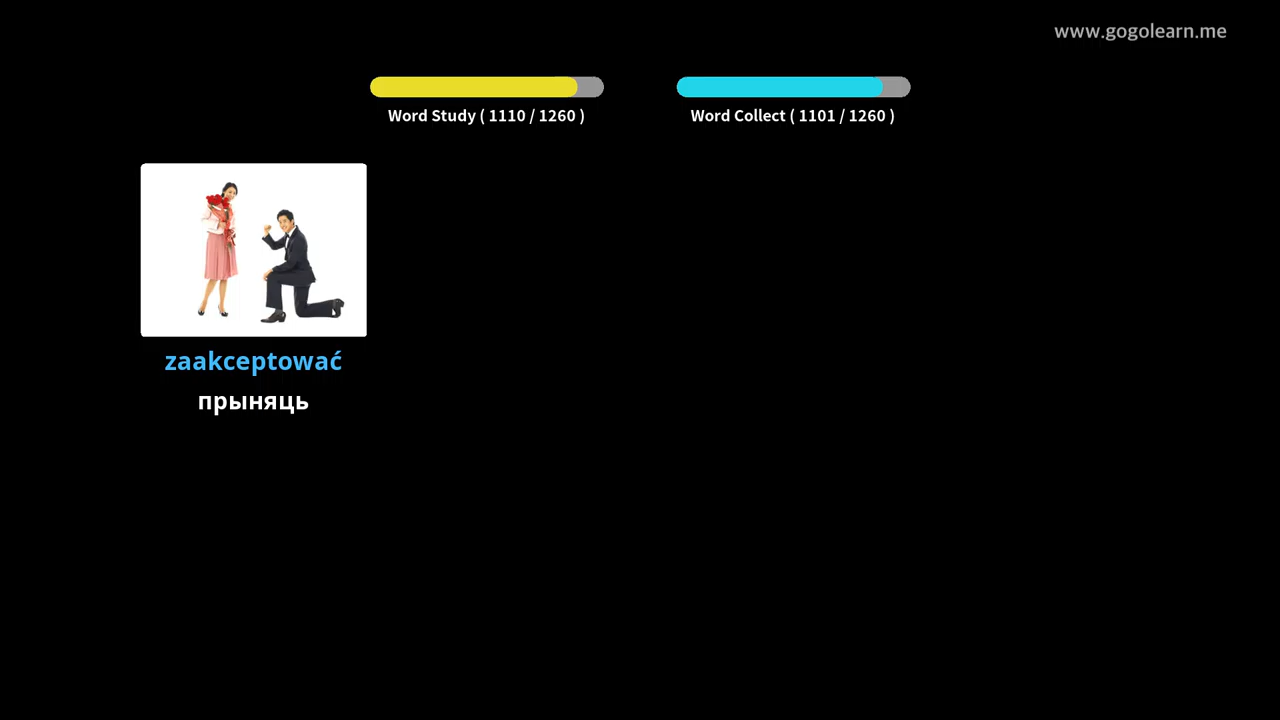 www.gogolearn.me
Word Study ( 1110 / 1260 )
Word Collect ( 1101 / 1260 )
zaakceptować
прыняць